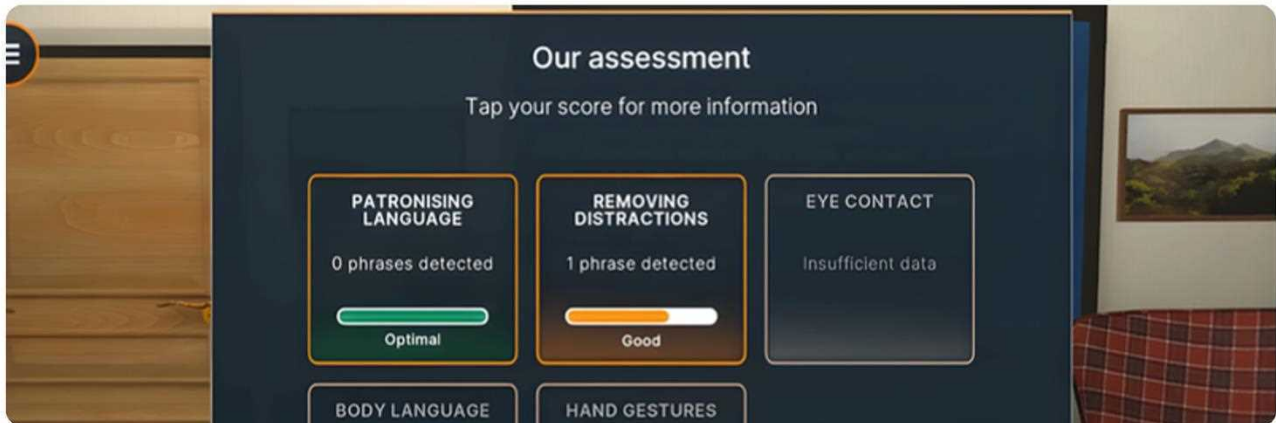 Our assessment
Tap your score for more information
PATRONISING
LANGUAGE
0 phrases detected
Optimal
REMOVING
DISTRACTIONS
1 phrase detected
Good
EYE CONTACT
Insufficient data
BODY LANGUAGE
HAND GESTURES